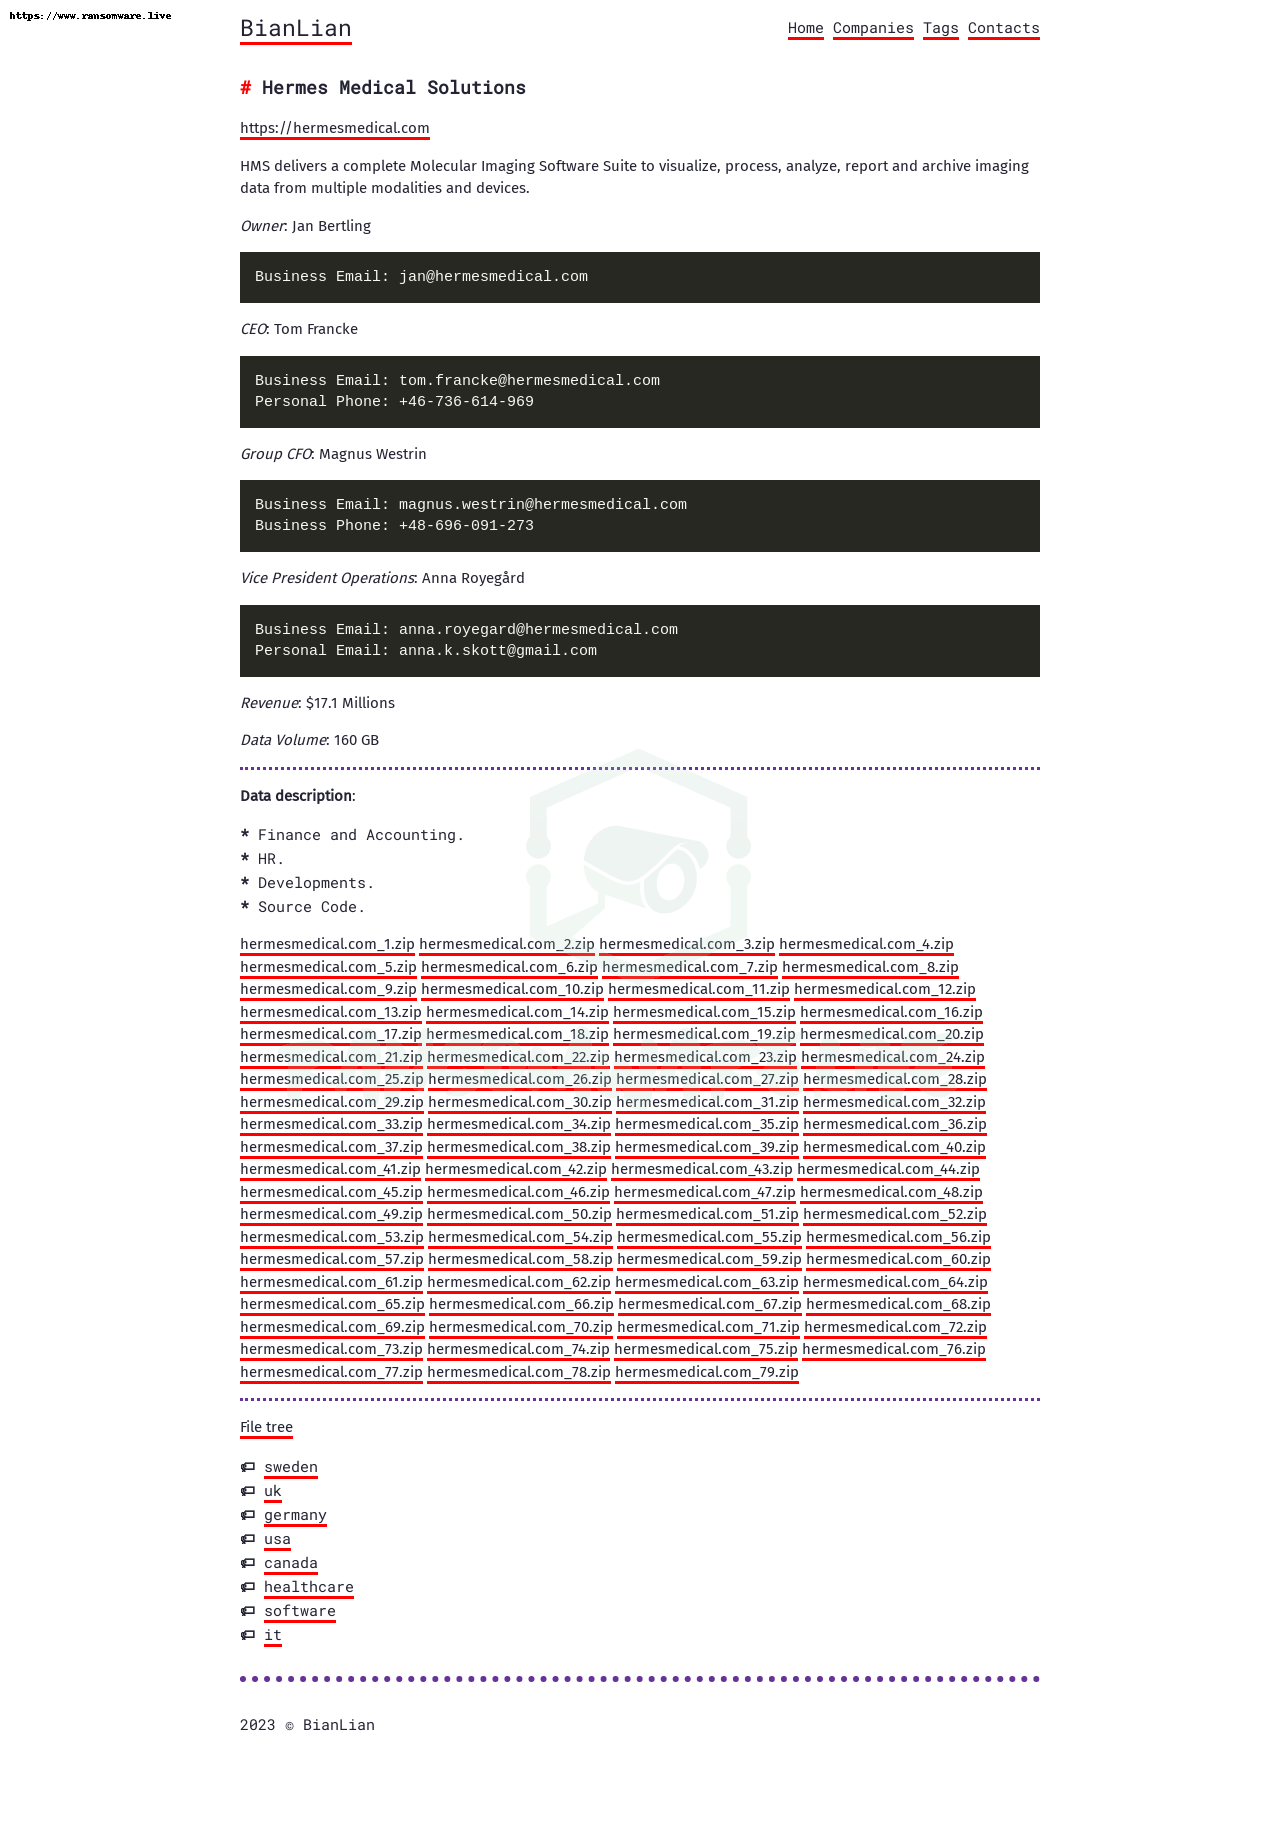 https://www.ransomware.live
BianLian
Home Companies Tags Contacts
# Hermes Medical Solutions
https://hermesmedical.com
HMS delivers a complete Molecular Imaging Software Suite to visualize, process, analyze, report and archive imaging
data from multiple modalities and devices.
Owner: Jan Bertling
Business Email: jan@hermesmedical.com
CEO: Tom Francke
Business Email: tom.francke@hermesmedical.com
Personal Phone: +46-736-614-969
Group CFO: Magnus Westrin
Business Email: magnus.westrin@hermesmedical.com
Business Phone: +48-696-091-273
Vice President Operations: Anna Royegård
Business Email: anna.royegard@hermesmedical.com
Personal Email: anna.k.skott@gmail.com
Revenue: $17.1 Millions
Data Volume: 160 GB
Data description:
* Finance and Accounting.
* HR.
* Developments.
* Source Code.
hermesmedical.com_1.zip hermesmedical.com_2.zip hermesmedical.com_3.zip hermesmedical.com_4.zip
hermesmedical.com_5.zip hermesmedical.com_6.zip hermesmedical.com_7.zip hermesmedical.com_8.zip
hermesmedical.com_9.zip hermesmedical.com_10.zip hermesmedical.com_11.zip hermesmedical.com_12.zip
hermesmedical.com_13.zip hermesmedical.com_14.zip hermesmedical.com_15.zip hermesmedical.com_16.zip
hermesmedical.com_17.zip hermesmedical.com_18.zip hermesmedical.com_19.zip hermesmedical.com_20.zip
hermesmedical.com_21.zip hermesmedical.com_22.zip hermesmedical.com_23.zip hermesmedical.com_24.zip
hermesmedical.com_25.zip hermesmedical.com_26.zip hermesmedical.com_27.zip hermesmedical.com_28.zip
hermesmedical.com_29.zip hermesmedical.com_30.zip hermesmedical.com_31.zip hermesmedical.com_32.zip
hermesmedical.com_33.zip hermesmedical.com_34.zip hermesmedical.com_35.zip hermesmedical.com_36.zip
hermesmedical.com_37.zip hermesmedical.com_38.zip hermesmedical.com_39.zip hermesmedical.com_40.zip
hermesmedical.com_41.zip hermesmedical.com_42.zip hermesmedical.com_43.zip hermesmedical.com_44.zip
hermesmedical.com_45.zip hermesmedical.com_46.zip hermesmedical.com_47.zip hermesmedical.com_48.zip
hermesmedical.com_49.zip hermesmedical.com_50.zip hermesmedical.com_51.zip hermesmedical.com_52.zip
hermesmedical.com_53.zip hermesmedical.com_54.zip hermesmedical.com_55.zip hermesmedical.com_56.zip
hermesmedical.com_57.zip hermesmedical.com_58.zip hermesmedical.com_59.zip hermesmedical.com_60.zip
hermesmedical.com_61.zip hermesmedical.com_62.zip hermesmedical.com_63.zip hermesmedical.com_64.zip
hermesmedical.com_65.zip hermesmedical.com_66.zip hermesmedical.com_67.zip hermesmedical.com_68.zip
hermesmedical.com_69.zip hermesmedical.com_70.zip hermesmedical.com_71.zip hermesmedical.com_72.zip
hermesmedical.com_73.zip hermesmedical.com_74.zip hermesmedical.com_75.zip hermesmedical.com_76.zip
hermesmedical.com_77.zip hermesmedical.com_78.zip hermesmedical.com_79.zip
File tree
sweden
uk
germany
usa
canada
healthcare
software
it
2023 © BianLian